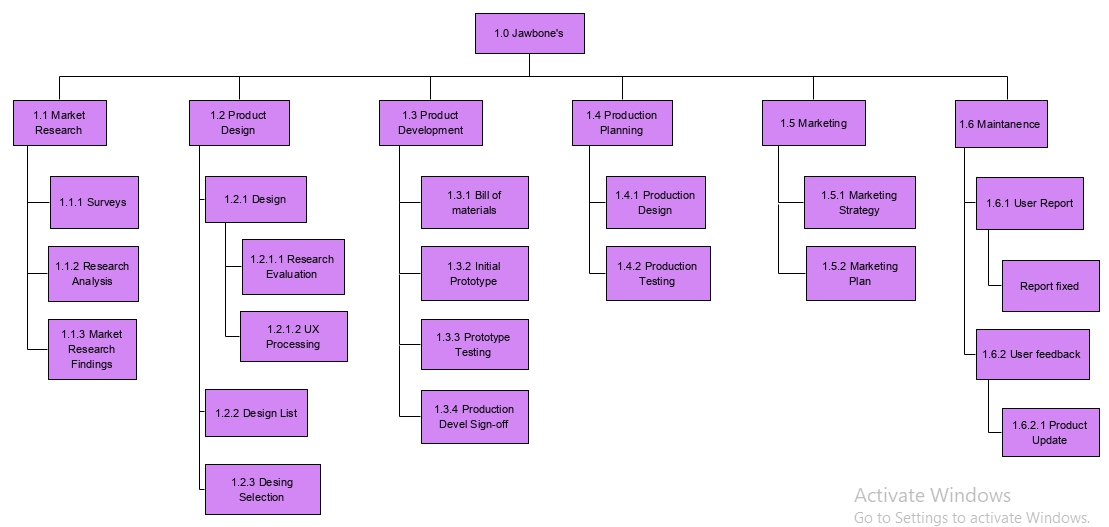 1.0 Jawbone's
1.1 Market
Research
1.2 Product
Design
1.3 Product
Development
1.4 Production
Planning
1.5 Marketing
1.6 Maintanence
1.1.1 Surveys
1.1.2 Research
Analysis
1.1.3 Market
Research
Findings
1.2.1 Design
1.2.1.1 Research
Evaluation
1.2.1.2 UX
Processing
1.2.2 Design List
1.2.3 Desing
Selection
1.3.1 Bill of
materials
1.3.2 Initial
Prototype
1.3.3 Prototype
Testing
1.3.4 Production
Devel Sign-off
1.4.1 Production
Design
1.4.2 Production
Testing
1.5.1 Marketing
Strategy
1.5.2 Marketing
Plan
1.6.1 User Report
Report fixed
1.6.2 User feedback
1.6.2.1 Product
Update
Activate Windows
Go to Settings to activate Windows.